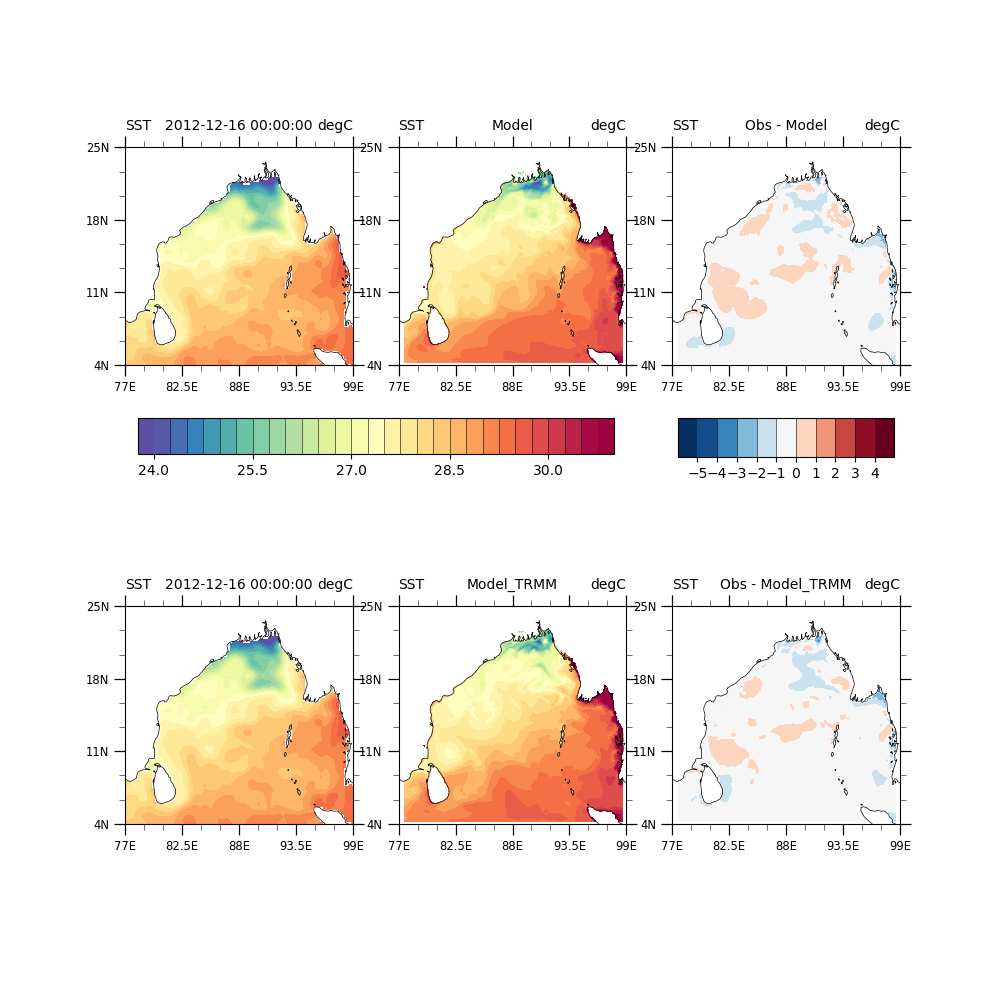 SST 2012-12-16 00:00:00 degC SST Model degC SST Obs - Model degC
25N 25N
18N 18N 18N
11N 11N 11N
4N 4N 4N
77E 82.5E 88E 93.5E 99E 77E 82.5E 88E 93.5E 99E 77E 82.5E 88E 93.5E 99E
24.0 25.5 27.0 28.5 30.0 −5 −4 −3 −2 −1 0 1 2 3 4
SST 2012-12-16 00:00:00 degC SST Model_TRMM degC SST Obs - Model_TRMM degC
25N 25N 25N
18N 18N 18N
11N 11N 11N
4N 4N 4N
77E 82.5E 88E 93.5E 99E 77E 82.5E 88E 93.5E 99E 77E 82.5E 88E 93.5E 99E